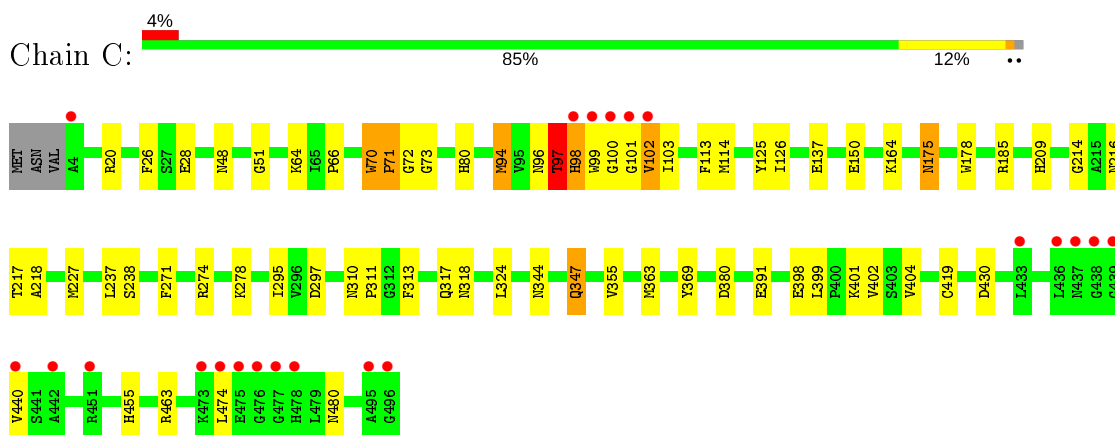 4%
Chain C:
85% 12% ••
MET ASN VAL A4 R20 F26 S27 E28 N48 G51 K64 I65 P66 W70 P71 G72 G73 H80 M94 V95 N96 T97 H98 W99 G100 G101 V102 I103 F113 M114 Y125 I126 E137 E150 K164 N175 W178 R185 H209 G214 A215 N216
T217 A218 M227 L237 S238 F271 R274 K278 I295 V296 D297 N310 P311 G312 F313 Q317 N318 L324 N344 Q347 V355 M363 Y369 D380 E391 E398 L399 P400 K401 V402 S403 V404 C419 D430 L433 L436 N437 G438
V440 S441 A442 R451 H455 R463 K473 L474 E475 G476 G477 H478 L479 N480 A495 G496